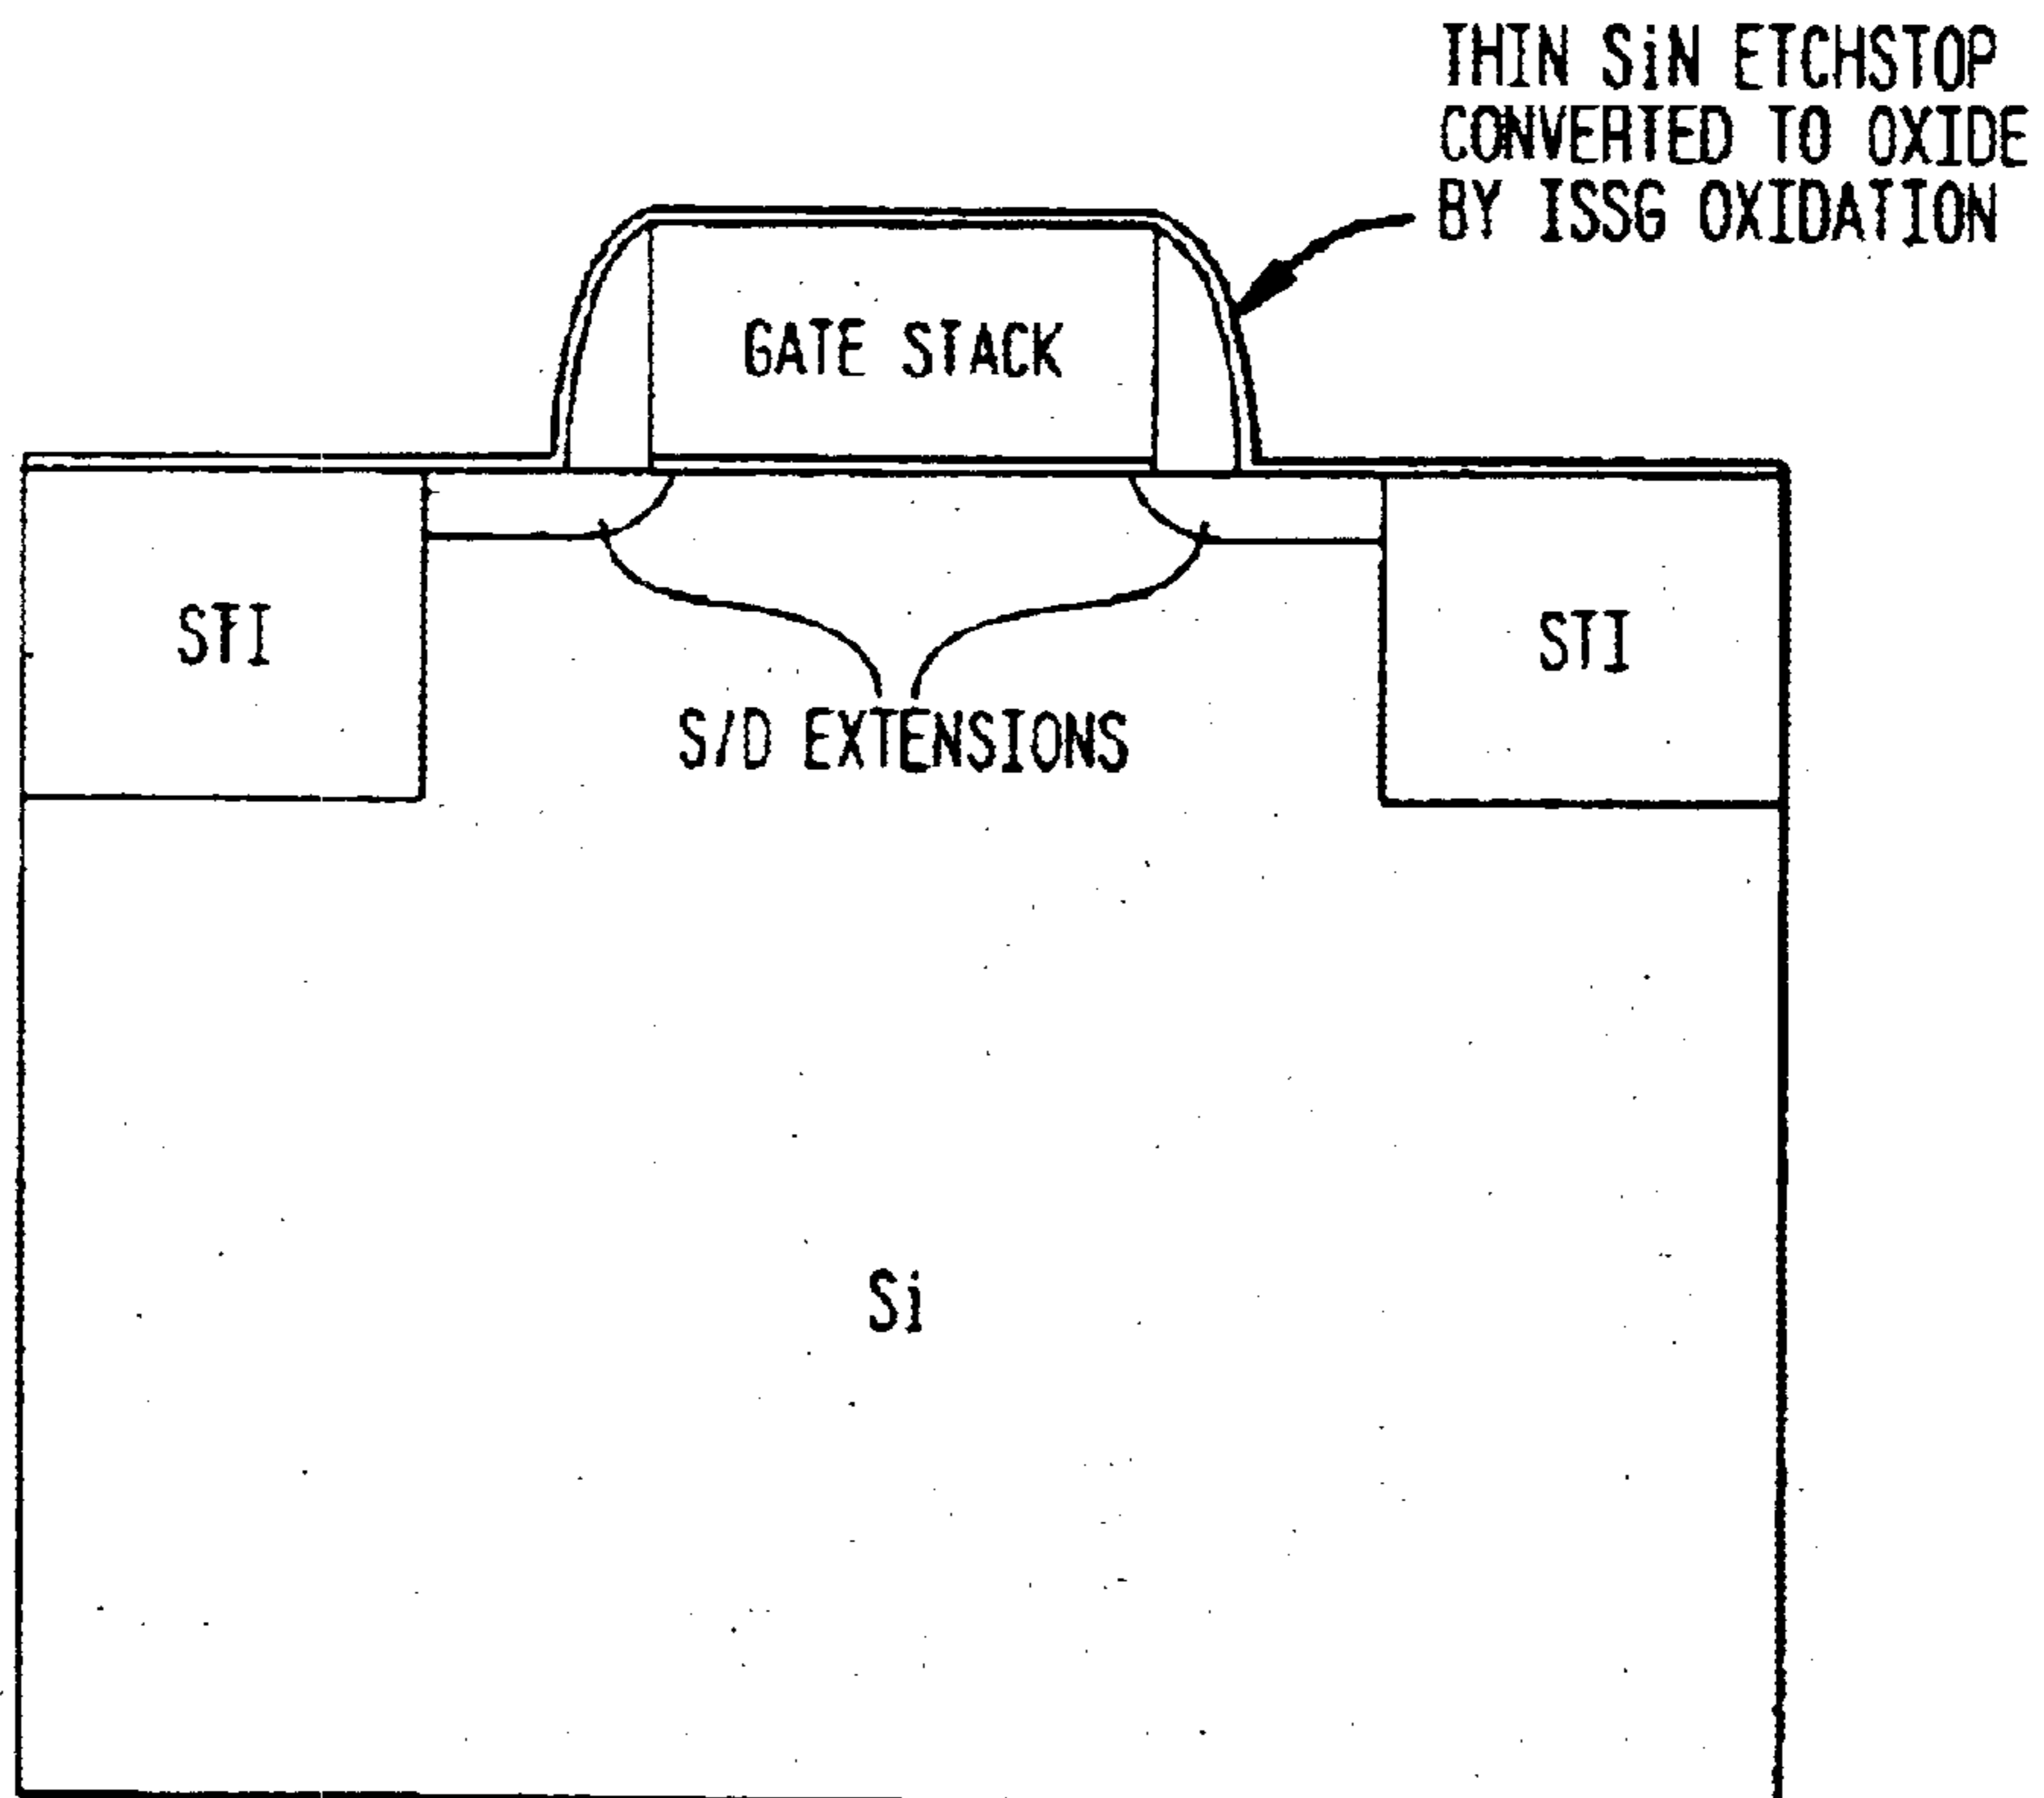 THIN SiN ETCHSTOP
CONVERTED TO OXIDE
BY ISSG OXIDATION
GATE STACK
STI
STI
S/D EXTENSIONS
Si